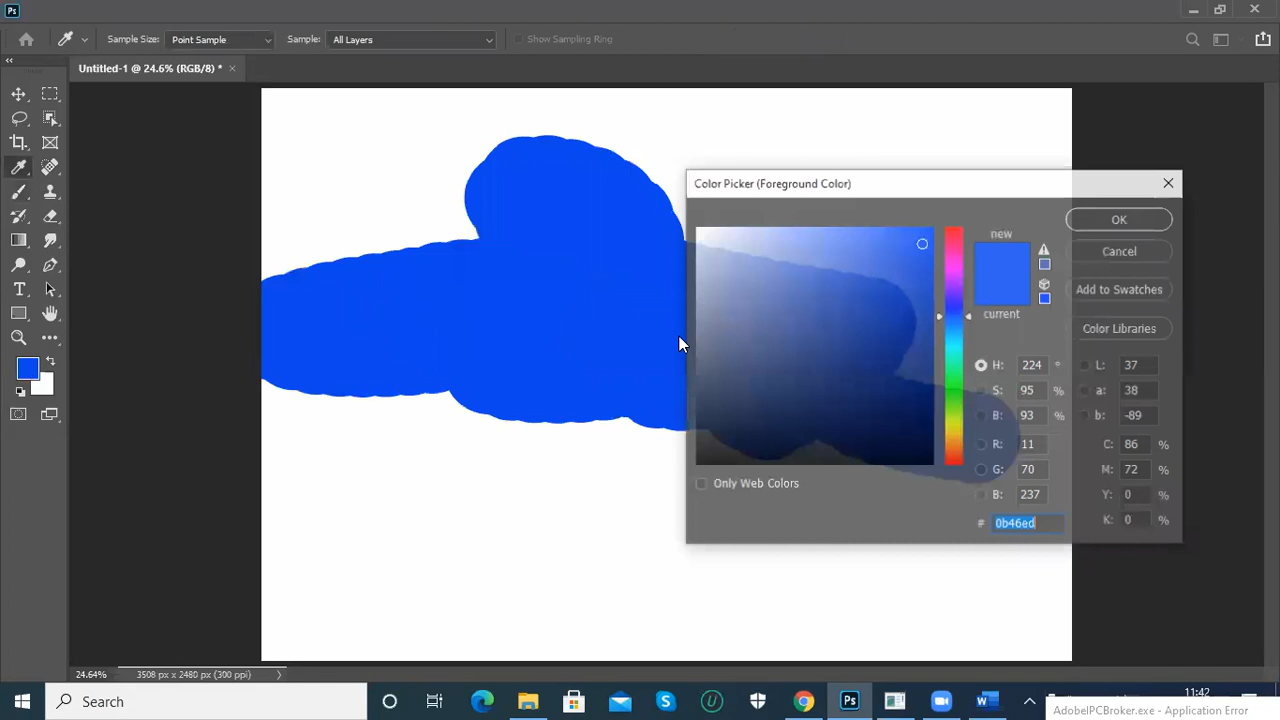 Ps
Sample Size: Point Sample Sample: All Layers Show Sampling Ring
Untitled-1 @ 24.6% (RGB/8) * ×
Color Picker (Foreground Color)
new
current
OK
Cancel
Add to Swatches
Color Libraries
H: 224 ° L: 37
S: 95 % a: 38
B: 93 % b: -89
R: 11 C: 86 %
G: 70 M: 72 %
B: 237 Y: 0 %
# 0b46ed K: 0 %
Only Web Colors
T
24.64% 3508 px x 2480 px (300 ppi)
Search
S
U
Ps
W
11:42
AdobeIPCBroker.exe - Application Error